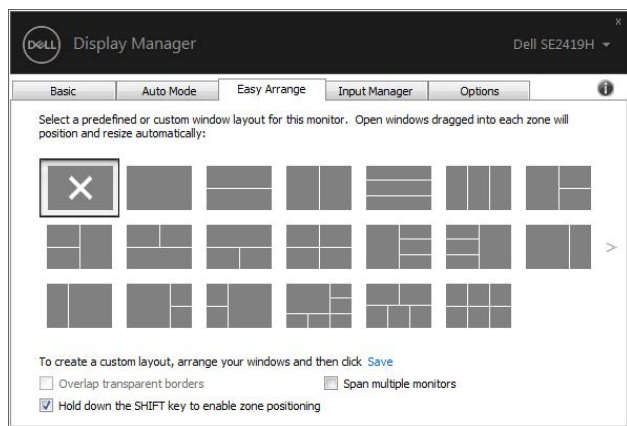 x
DELL Display Manager Dell SE2419H
Basic Auto Mode Easy Arrange Input Manager Options
Select a predefined or custom window layout for this monitor. Open windows dragged into each zone will
position and resize automatically:
To create a custom layout, arrange your windows and then click Save
Overlap transparent borders Span multiple monitors
Hold down the SHIFT key to enable zone positioning